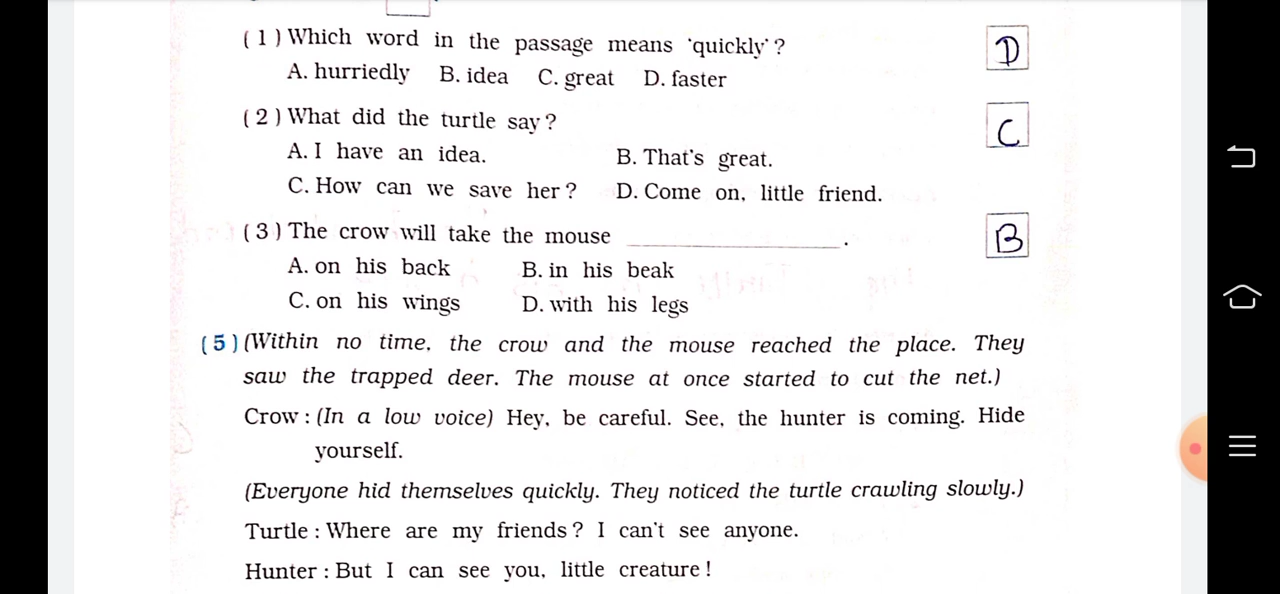 ( 1 ) Which word in the passage means 'quickly' ? D
A. hurriedly B. idea C. great D. faster
( 2 ) What did the turtle say ? C
A. I have an idea. B. That's great.
C. How can we save her ? D. Come on, little friend.
( 3 ) The crow will take the mouse ____________________. B
A. on his back B. in his beak
C. on his wings D. with his legs
( 5 ) (Within no time, the crow and the mouse reached the place. They
saw the trapped deer. The mouse at once started to cut the net.)
Crow : (In a low voice) Hey, be careful. See, the hunter is coming. Hide
yourself.
(Everyone hid themselves quickly. They noticed the turtle crawling slowly.)
Turtle : Where are my friends ? I can't see anyone.
Hunter : But I can see you, little creature !